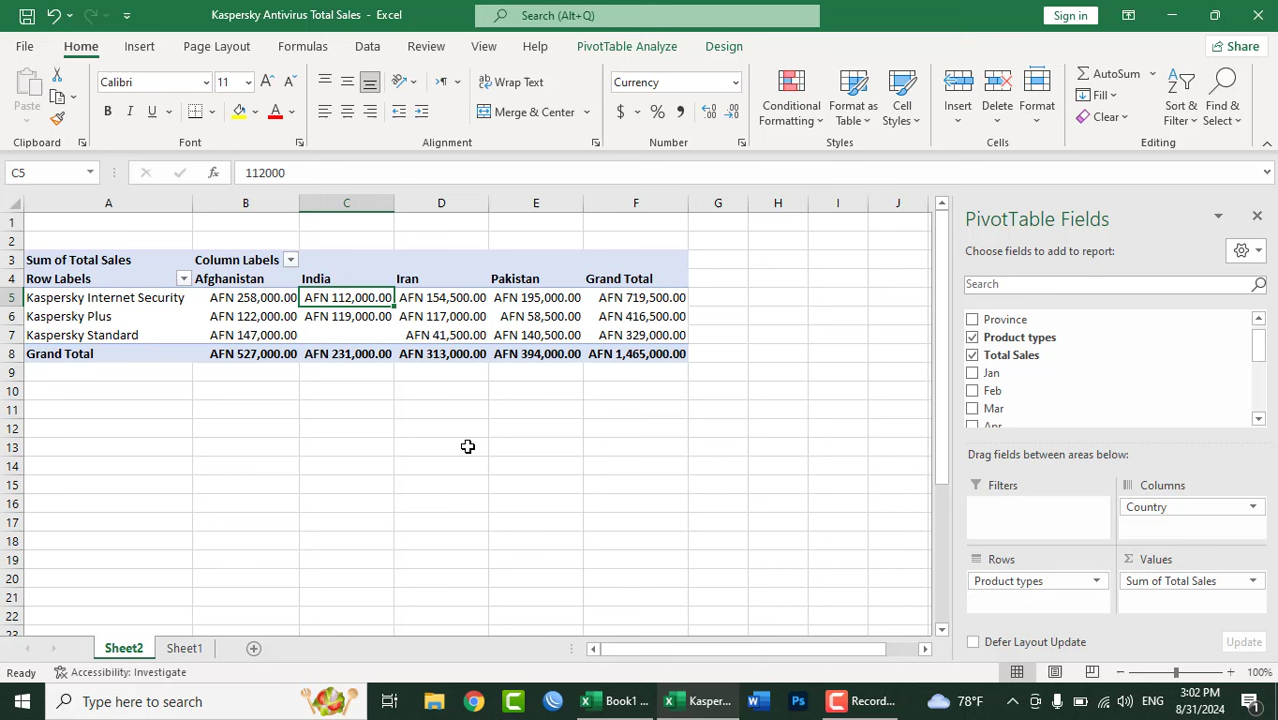 Kaspersky Antivirus Total Sales - Excel
Search (Alt+Q)
Sign in
File Home Insert Page Layout Formulas Data Review View Help PivotTable Analyze Design Share
Paste
Calibri 11
B I U
Wrap Text
Merge & Center
Currency
$ % ,
Conditional Formatting
Format as Table
Cell Styles
Insert Delete Format
AutoSum
Fill
Clear
Sort & Filter
Find & Select
Clipboard Font Alignment Number Styles Cells Editing
C5 fx 112000
A B C D E F G H I J
1
2
3 Sum of Total Sales Column Labels
4 Row Labels Afghanistan India Iran Pakistan Grand Total
5 Kaspersky Internet Security AFN 258,000.00 AFN 112,000.00 AFN 154,500.00 AFN 195,000.00 AFN 719,500.00
6 Kaspersky Plus AFN 122,000.00 AFN 119,000.00 AFN 117,000.00 AFN 58,500.00 AFN 416,500.00
7 Kaspersky Standard AFN 147,000.00 AFN 41,500.00 AFN 140,500.00 AFN 329,000.00
8 Grand Total AFN 527,000.00 AFN 231,000.00 AFN 313,000.00 AFN 394,000.00 AFN 1,465,000.00
9
10
11
12
13
14
15
16
17
18
19
20
21
22
23
PivotTable Fields
Choose fields to add to report:
Search
Province
Product types
Total Sales
Jan
Feb
Mar
Apr
Drag fields between areas below:
Filters
Columns
Country
Rows
Product types
Values
Sum of Total Sales
Defer Layout Update Update
Sheet2 Sheet1
Ready Accessibility: Investigate 100%
Type here to search
Book1 ...
Kasper...
Record...
78°F
ENG
3:02 PM
8/31/2024
1